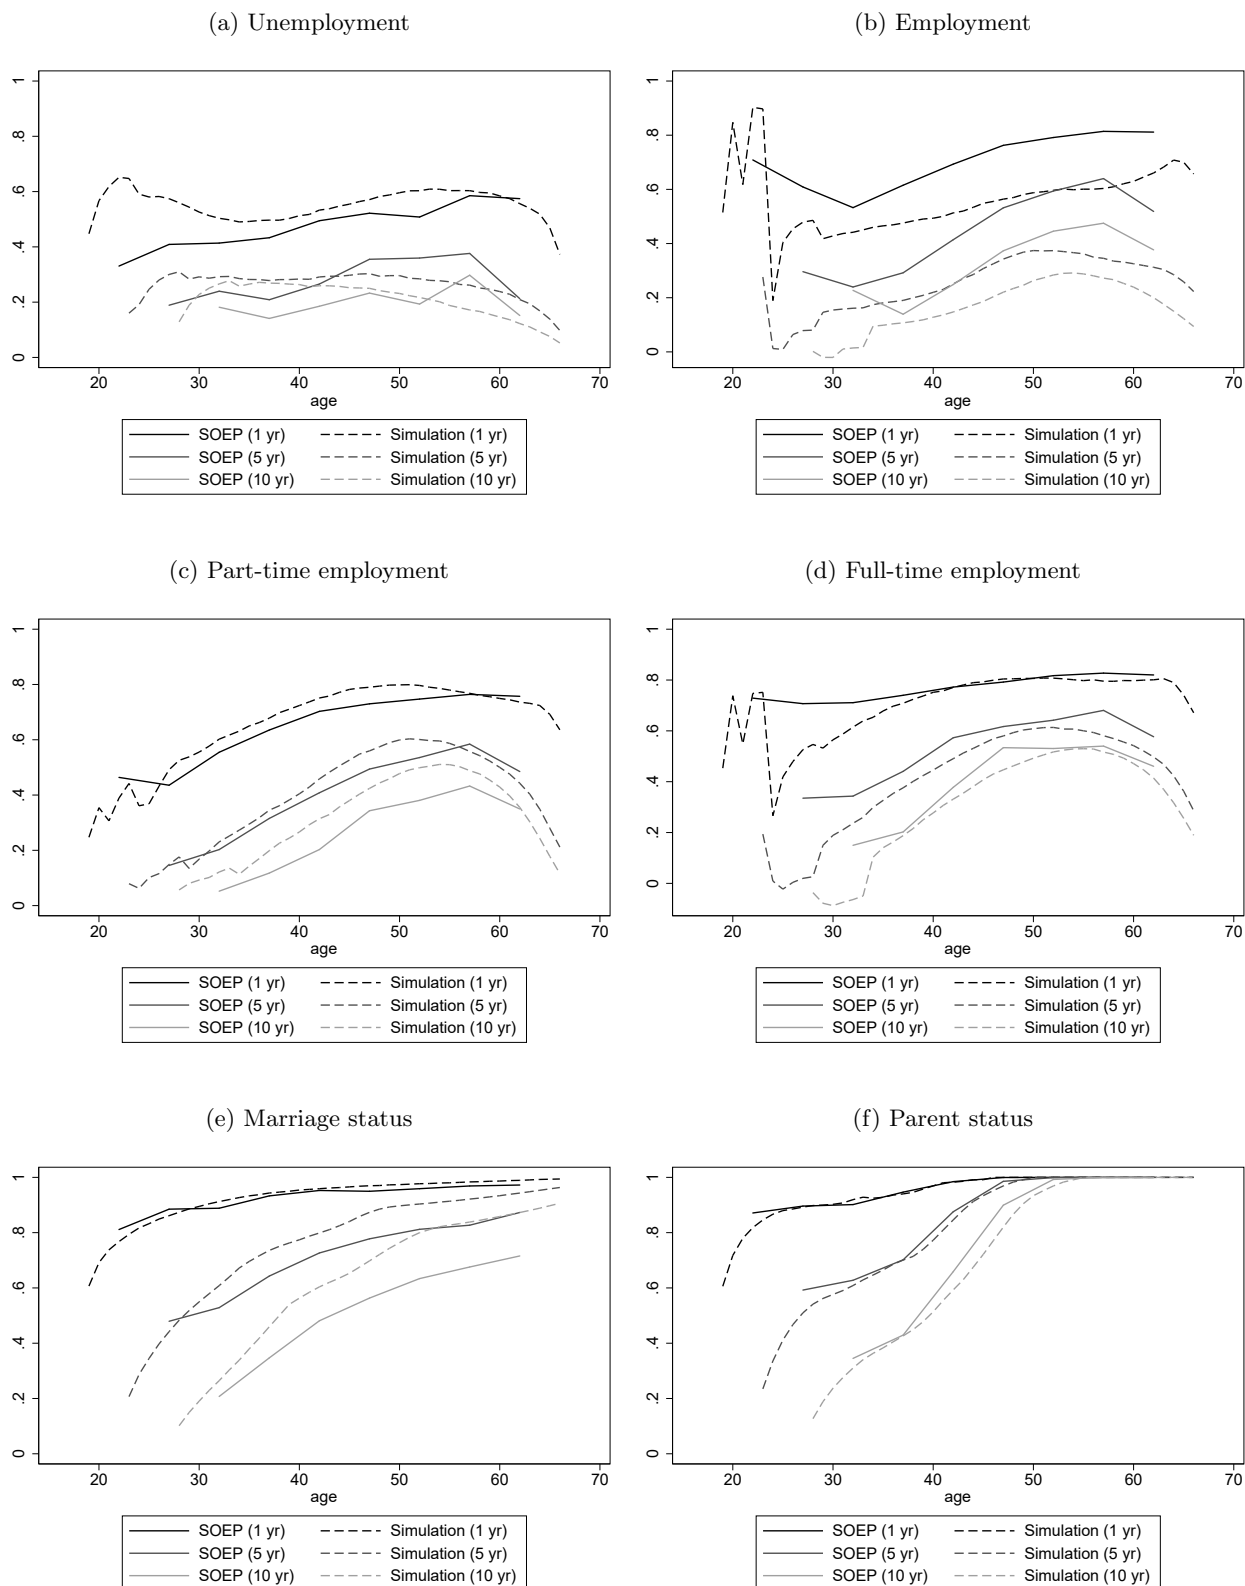 (a) Unemployment
1
.8
.6
.4
.2
0
20 30 40 50 60 70
age
SOEP (1 yr) Simulation (1 yr)
SOEP (5 yr) Simulation (5 yr)
SOEP (10 yr) Simulation (10 yr)
(b) Employment
1
.8
.6
.4
.2
0
20 30 40 50 60 70
age
SOEP (1 yr) Simulation (1 yr)
SOEP (5 yr) Simulation (5 yr)
SOEP (10 yr) Simulation (10 yr)
(c) Part-time employment
1
.8
.6
.4
.2
0
20 30 40 50 60 70
age
SOEP (1 yr) Simulation (1 yr)
SOEP (5 yr) Simulation (5 yr)
SOEP (10 yr) Simulation (10 yr)
(d) Full-time employment
1
.8
.6
.4
.2
0
20 30 40 50 60 70
age
SOEP (1 yr) Simulation (1 yr)
SOEP (5 yr) Simulation (5 yr)
SOEP (10 yr) Simulation (10 yr)
(e) Marriage status
1
.8
.6
.4
.2
0
20 30 40 50 60 70
age
SOEP (1 yr) Simulation (1 yr)
SOEP (5 yr) Simulation (5 yr)
SOEP (10 yr) Simulation (10 yr)
(f) Parent status
1
.8
.6
.4
.2
0
20 30 40 50 60 70
age
SOEP (1 yr) Simulation (1 yr)
SOEP (5 yr) Simulation (5 yr)
SOEP (10 yr) Simulation (10 yr)